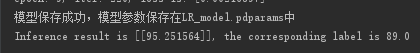 模型保存成功，模型参数保存在LR_model.pdparams中
Inference result is [[95.251564]], the corresponding label is 89.0